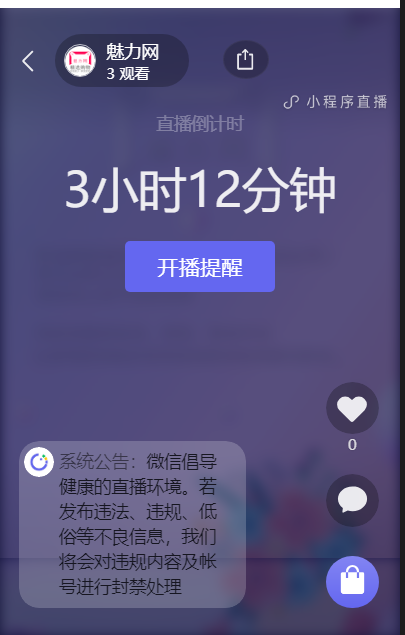 魅力网
3 观看
小程序直播
直播倒计时
3小时12分钟
开播提醒
0
系统公告：微信倡导
健康的直播环境。若
发布违法、违规、低
俗等不良信息，我们
将会对违规内容及帐
号进行封禁处理